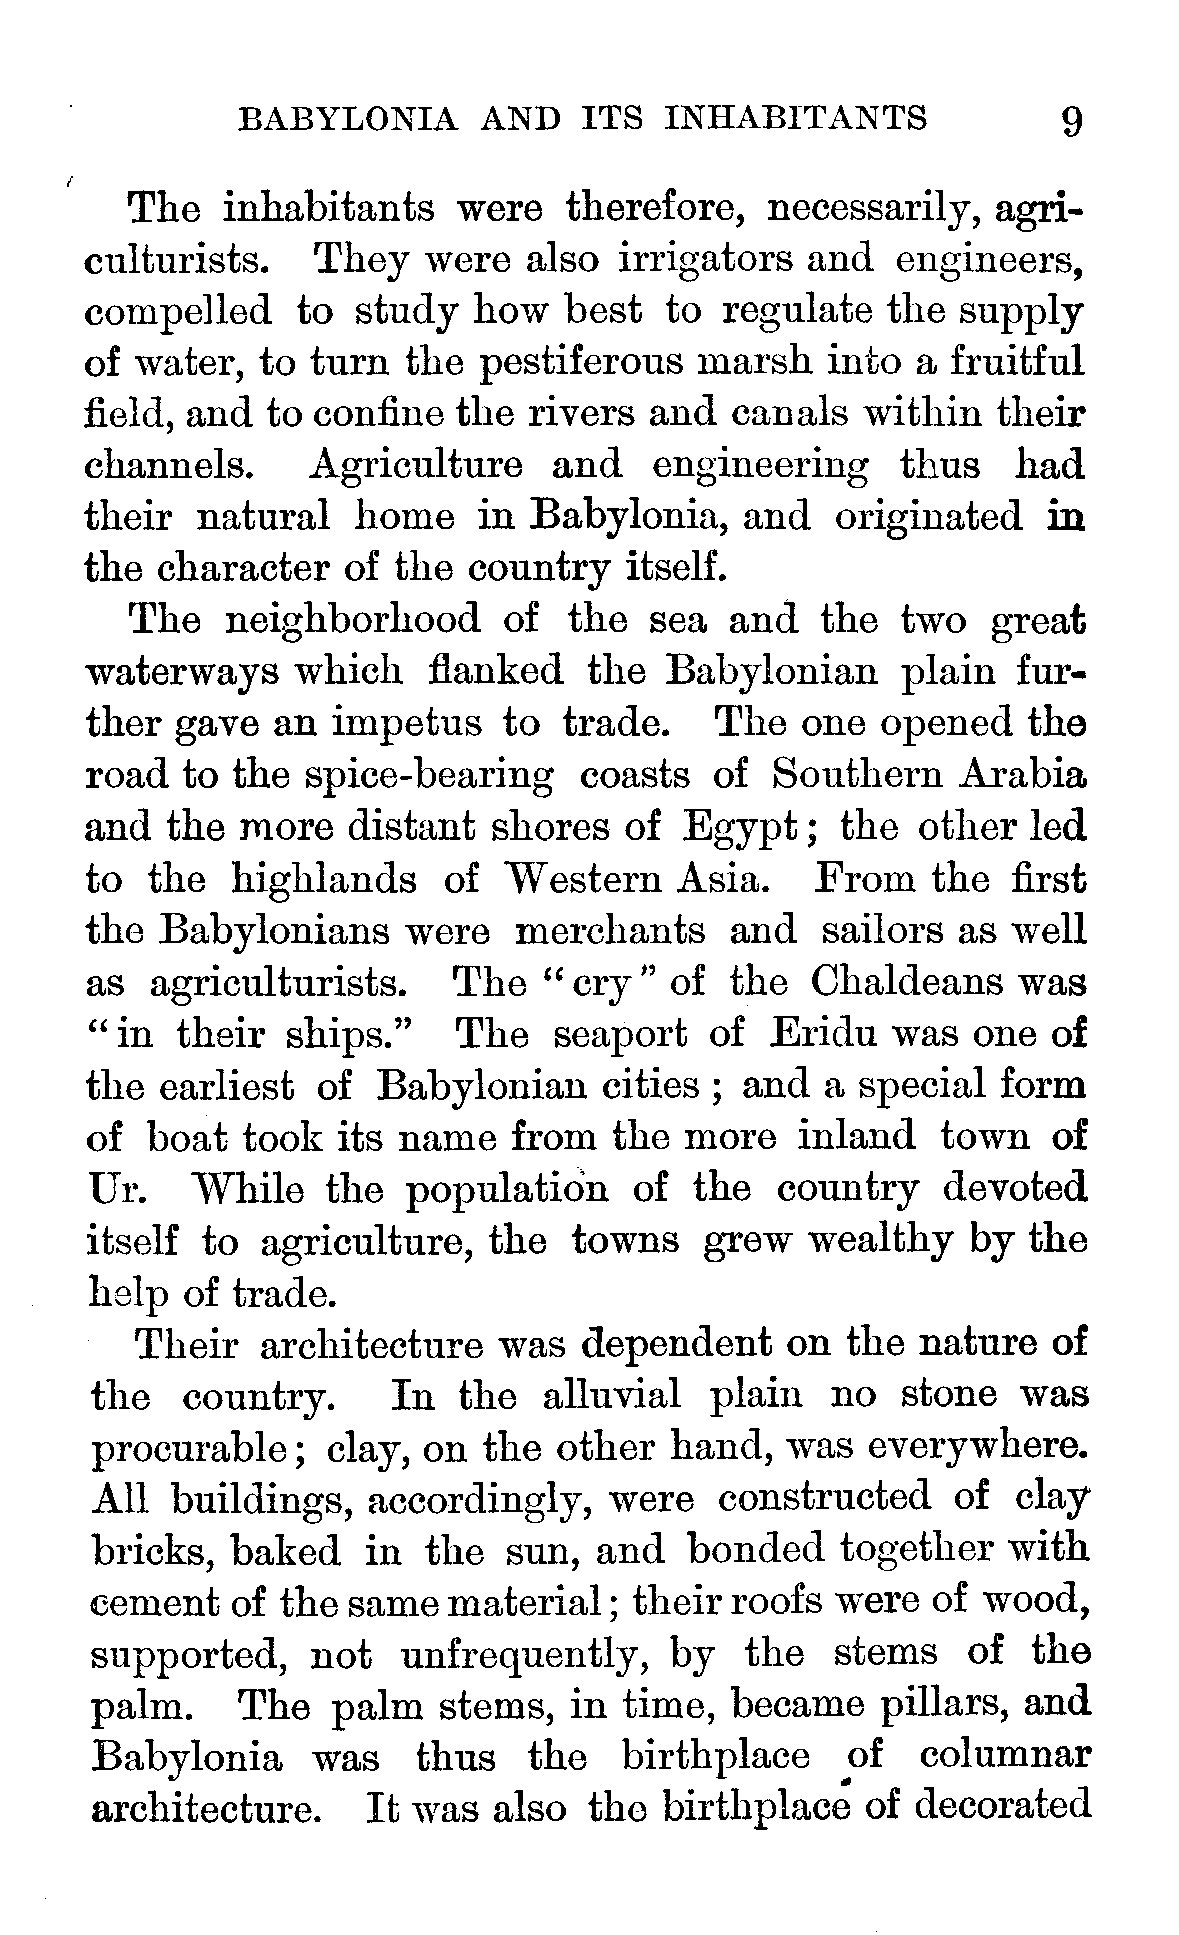 BABYLONIA AND ITS INHABITANTS 9
The inhabitants were therefore, necessarily, agri-
culturists. They were also irrigators and engineers,
compelled to study how best to regulate the supply
of water, to turn the pestiferous marsh into a fruitful
field, and to confine the rivers and canals within their
channels. Agriculture and engineering thus had
their natural home in Babylonia, and originated in
the character of the country itself.
The neighborhood of the sea and the two great
waterways which flanked the Babylonian plain fur-
ther gave an impetus to trade. The one opened the
road to the spice-bearing coasts of Southern Arabia
and the more distant shores of Egypt; the other led
to the highlands of Western Asia. From the first
the Babylonians were merchants and sailors as well
as agriculturists. The “cry” of the Chaldeans was
“in their ships.” The seaport of Eridu was one of
the earliest of Babylonian cities; and a special form
of boat took its name from the more inland town of
Ur. While the population of the country devoted
itself to agriculture, the towns grew wealthy by the
help of trade.
Their architecture was dependent on the nature of
the country. In the alluvial plain no stone was
procurable; clay, on the other hand, was everywhere.
All buildings, accordingly, were constructed of clay
bricks, baked in the sun, and bonded together with
cement of the same material; their roofs were of wood,
supported, not unfrequently, by the stems of the
palm. The palm stems, in time, became pillars, and
Babylonia was thus the birthplace of columnar
architecture. It was also the birthplace of decorated